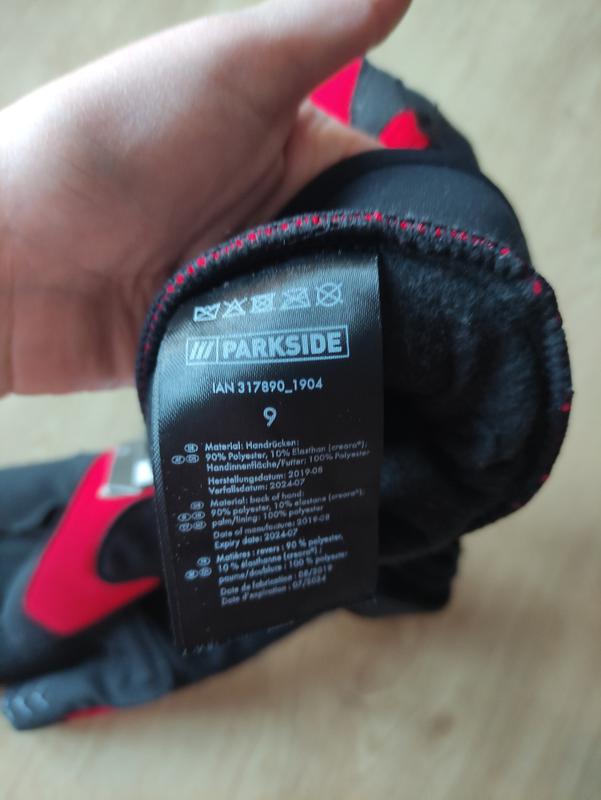 /// PARKSIDE
IAN 317890_1904
9
Material: Handrücken:
90% Polyester, 10% Elasthan (creora®);
Handinnenfläche/Futter: 100% Polyester
Herstellungsdatum: 2019-08
Verfallsdatum: 2024-07
Material: back of hand:
90% polyester, 10% elastane (creora®);
palm/lining: 100% polyester
Date of manufacture: 2019-08
Expiry date: 2024-07
Matières: revers: 90 % polyester,
10 % élasthanne (creora®) /
paume/doublure : 100 % polyester
Date de fabrication : 08/2019
Date d'expiration : 07/2024